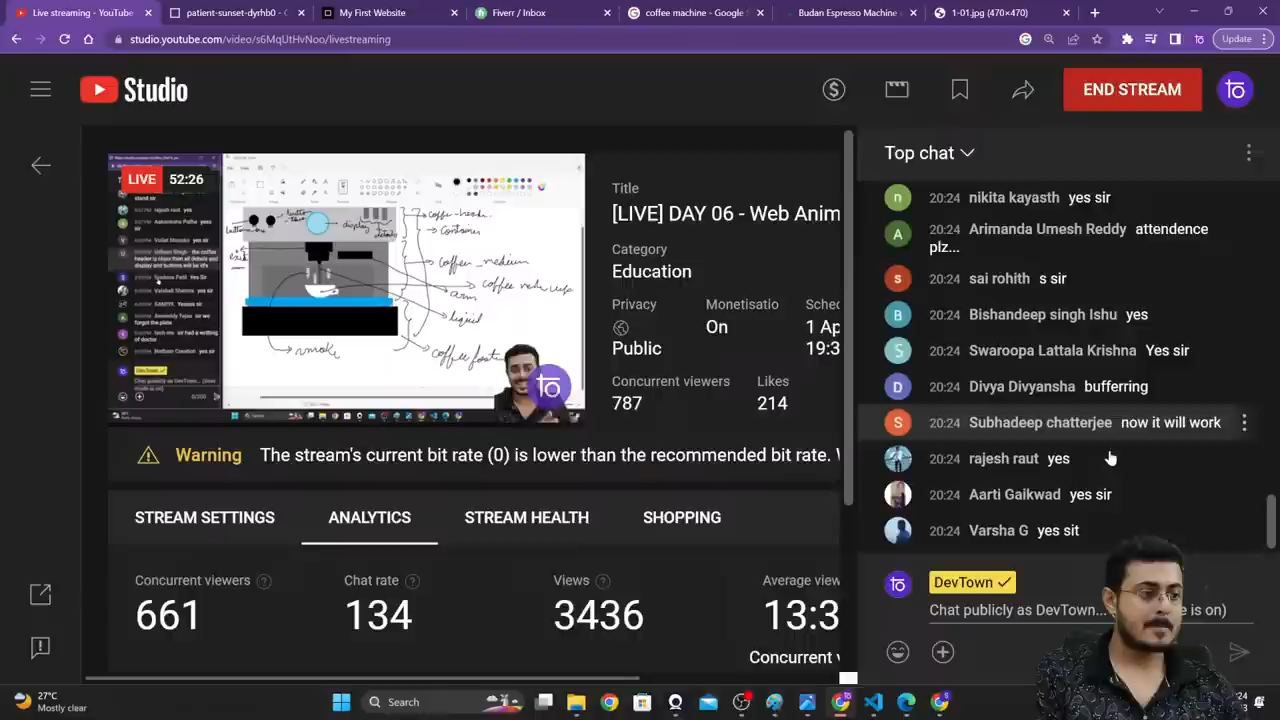 Live streaming - YouTube
patient-sunset-dyrhb0 - C
My First Website
Fiverr / Inbox
coffee machine - Google
Budan Espresso Machine
1-01.jpg (470×470)
studio.youtube.com/video/s6MqUtHvNoo/livestreaming
Update
Studio
END STREAM
LIVE 52:26
Title
[LIVE] DAY 06 - Web Anim
Category
Education
Privacy
Monetisatio
Sched
Public
On
1 Ap
19:3
Concurrent viewers
Likes
787
214
Warning
The stream's current bit rate (0) is lower than the recommended bit rate.
STREAM SETTINGS
ANALYTICS
STREAM HEALTH
SHOPPING
Concurrent viewers
Chat rate
Views
Average view
661
134
3436
13:3
Concurrent
Top chat
20:24 nikita kayasth yes sir
20:24 Arimanda Umesh Reddy attendence
plz...
20:24 sai rohith s sir
20:24 Bishandeep singh Ishu yes
20:24 Swaroopa Lattala Krishna Yes sir
20:24 Divya Divyansha bufferring
20:24 Subhadeep chatterjee now it will work
20:24 rajesh raut yes
20:24 Aarti Gaikwad yes sir
20:24 Varsha G yes sit
DevTown
Chat publicly as DevTown...
e is on)
27°C
Mostly clear
Search